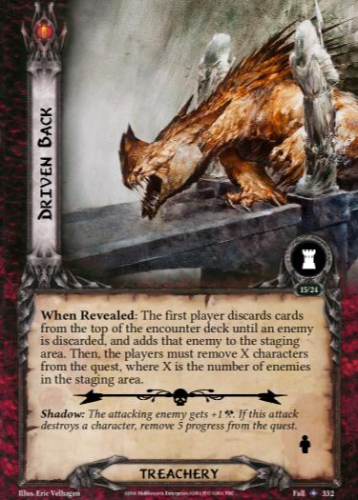 DRIVEN BACK
15/24
When Revealed: The first player discards cards
from the top of the encounter deck until an enemy
is discarded, and adds that enemy to the staging
area. Then, the players must remove X characters
from the quest, where X is the number of enemies
in the staging area.
Shadow: The attacking enemy gets +1. If this attack
destroys a character, remove 5 progress from the quest.
TREACHERY
Illus. Eric Velhagen
Fall
332